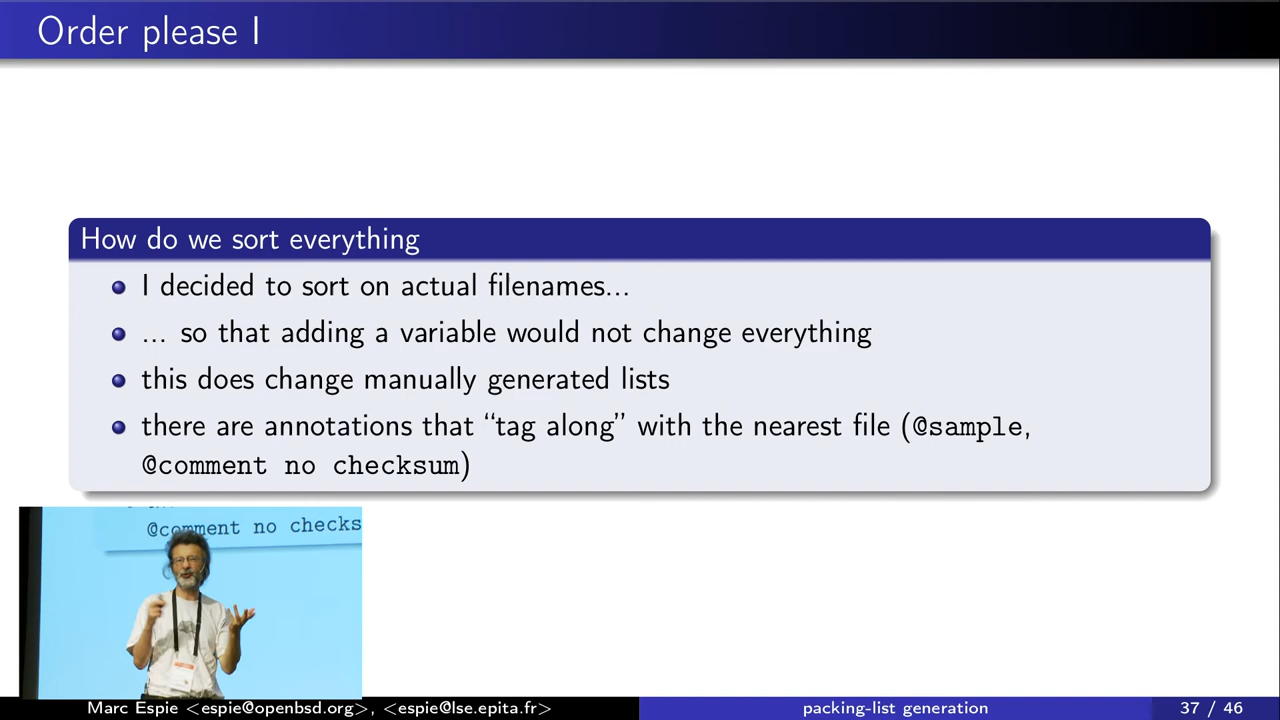 Order please I
How do we sort everything
I decided to sort on actual filenames...
... so that adding a variable would not change everything
this does change manually generated lists
there are annotations that “tag along” with the nearest file (@sample,
@comment no checksum)
@comment no checks
Marc Espie <espie@openbsd.org>, <espie@lse.epita.fr>
packing-list generation
37 / 46